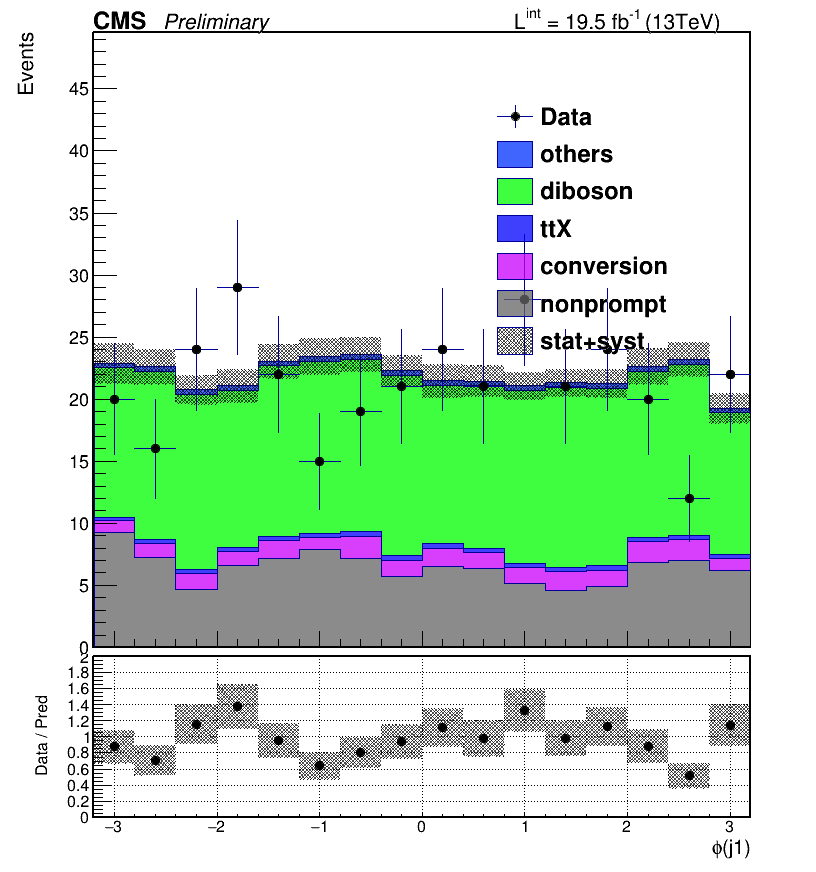 CMS Preliminary L^int = 19.5 fb^-1 (13TeV)
Events
45
40
35
30
25
20
15
10
5
0
Data
others
diboson
ttX
conversion
nonprompt
stat+syst
Data / Pred
2
1.8
1.6
1.4
1.2
1
0.8
0.6
0.4
0.2
0
−3 −2 −1 0 1 2 3
ϕ(j1)